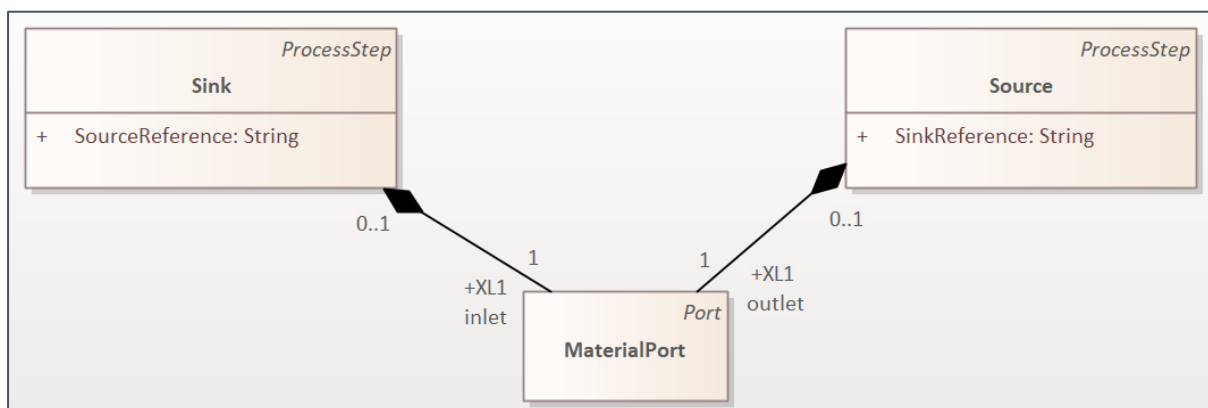 ProcessStep
Sink
+ SourceReference: String
ProcessStep
Source
+ SinkReference: String
0..1
0..1
1
1
+XL1
inlet
+XL1
outlet
Port
MaterialPort